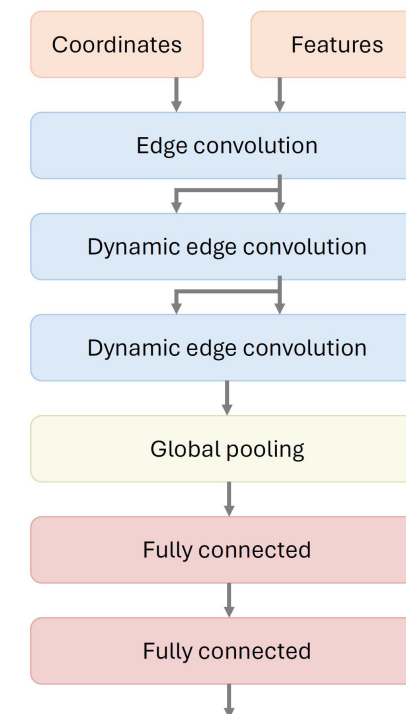 Coordinates
Features
Edge convolution
Dynamic edge convolution
Dynamic edge convolution
Global pooling
Fully connected
Fully connected